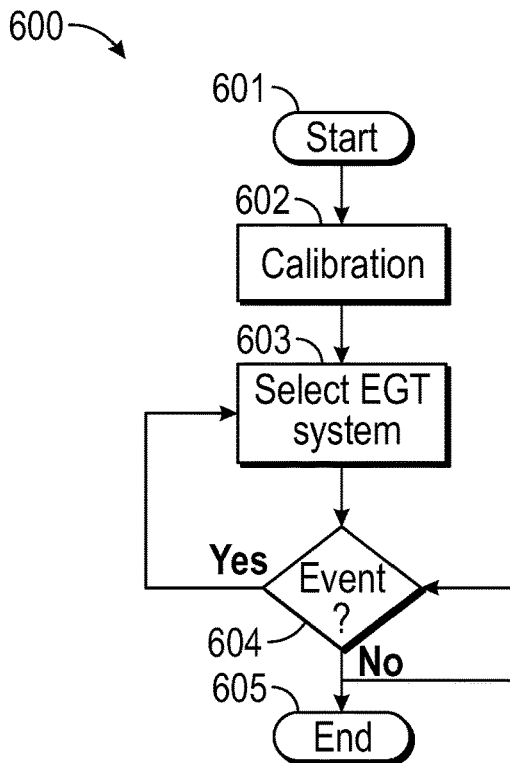 600
601
Start
602
Calibration
603
Select EGT
system
Yes
Event
?
604
No
605
End